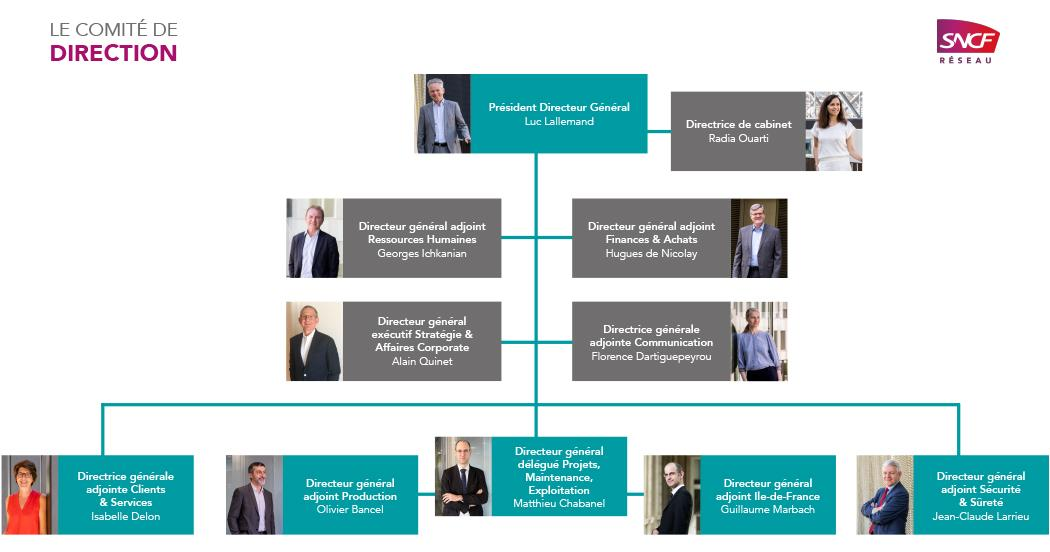 LE COMITÉ DE
DIRECTION
SNCF
RÉSEAU
Président Directeur Général
Luc Lallemand
Directrice de cabinet
Radia Ouarti
Directeur général adjoint
Ressources Humaines
Georges Ichkanian
Directeur général adjoint
Finances & Achats
Hugues de Nicolay
Directeur général
exécutif Stratégie &
Affaires Corporate
Alain Quinet
Directrice générale
adjointe Communication
Florence Dartiguepeyrou
Directrice générale
adjointe Clients
& Services
Isabelle Delon
Directeur général
adjoint Production
Olivier Bancel
Directeur général
délégué Projets,
Maintenance,
Exploitation
Matthieu Chabanel
Directeur général
adjoint Ile-de-France
Guillaume Marbach
Directeur général
adjoint Sécurité
& Sûreté
Jean-Claude Larrieu